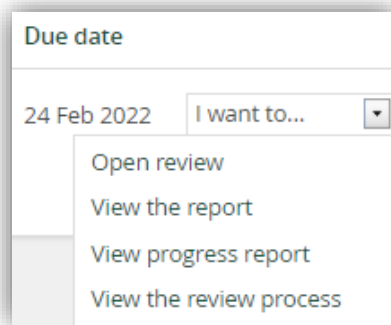 Due date
24 Feb 2022 I want to...
Open review
View the report
View progress report
View the review process